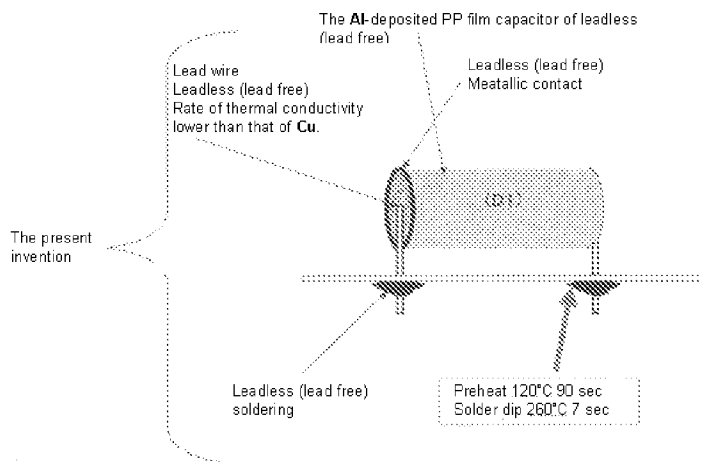 The Al-deposited PP film capacitor of leadless
(lead free)
Lead wire
Leadless (lead free)
Rate of thermal conductivity
lower than that of Cu.
Leadless (lead free)
Meatallic contact
The present
invention
Leadless (lead free)
soldering
Preheat 120°C 90 sec
Solder dip 260°C 7 sec